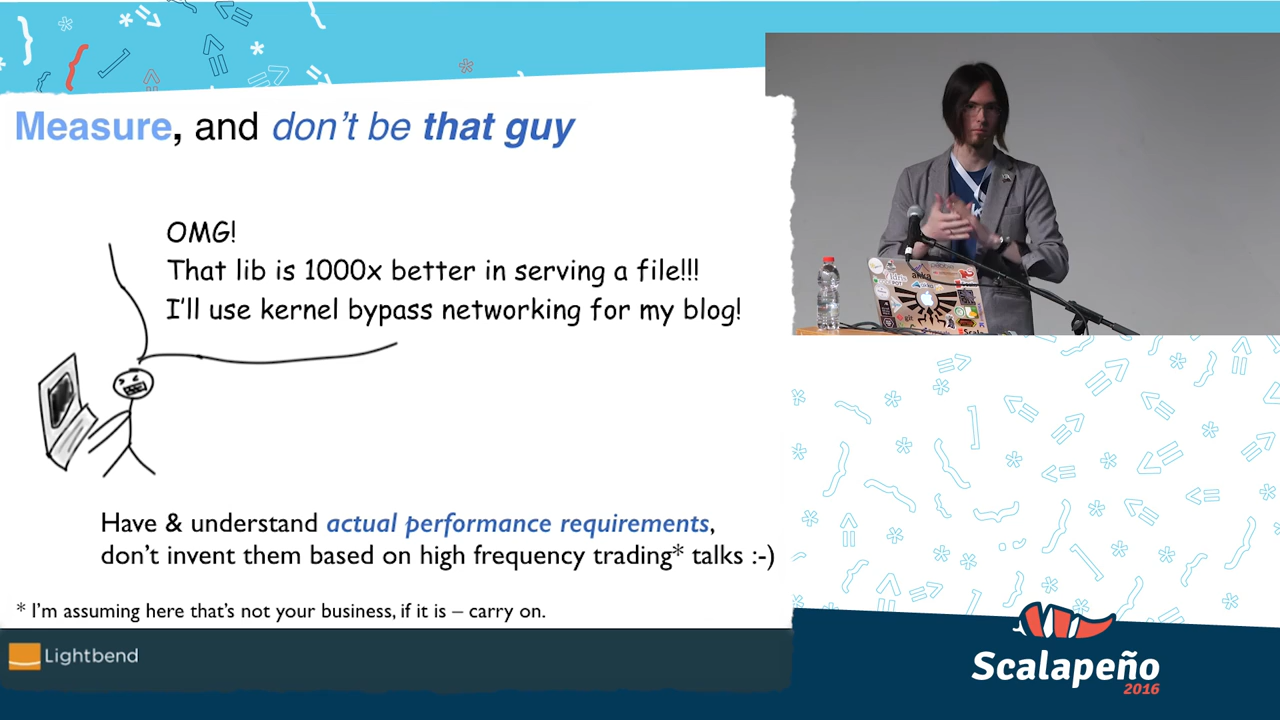 Measure, and don't be that guy
OMG!
That lib is 1000x better in serving a file!!!
I'll use kernel bypass networking for my blog!
Have & understand actual performance requirements,
don't invent them based on high frequency trading* talks :-)
* I'm assuming here that's not your business, if it is – carry on.
Lightbend
akka
git
Scalapeño
2016